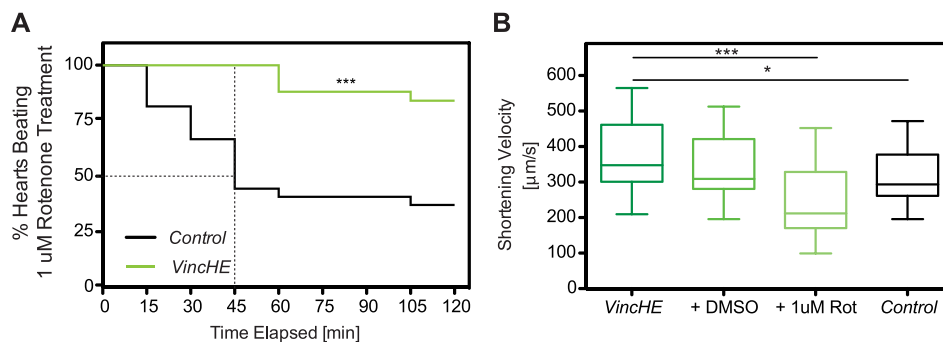 A
% Hearts Beating
1 uM Rotenone Treatment
100
75
50
25
0
***
Control
VincHE
0 15 30 45 60 75 90 105 120
Time Elapsed [min]
B
Shortening Velocity
[µm/s]
600
500
400
300
200
100
0
***
*
VincHE + DMSO + 1uM Rot Control